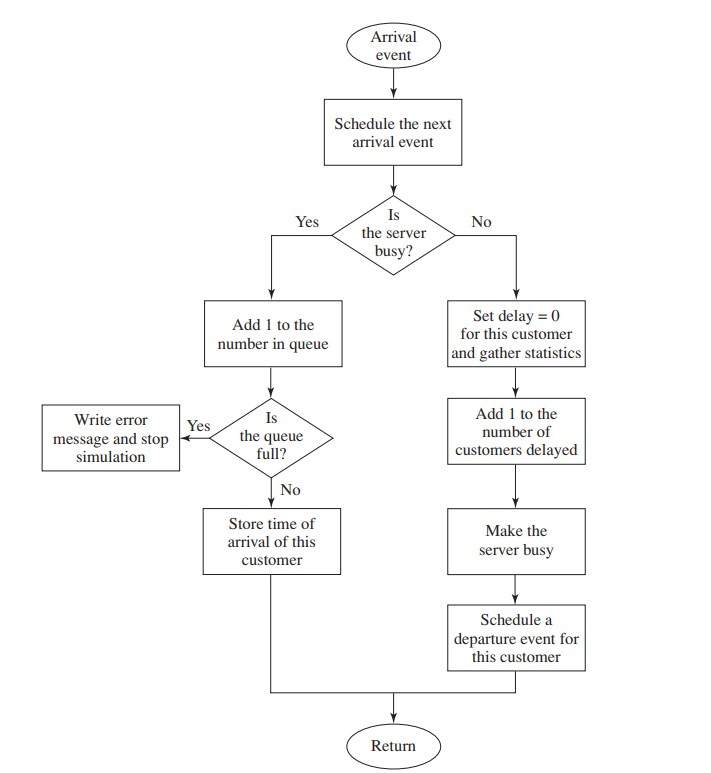 Arrival
event
Schedule the next
arrival event
Is
the server
busy?
Yes
No
Add 1 to the
number in queue
Set delay = 0
for this customer
and gather statistics
Is
the queue
full?
Yes
Write error
message and stop
simulation
No
Add 1 to the
number of
customers delayed
Store time of
arrival of this
customer
Make the
server busy
Schedule a
departure event for
this customer
Return